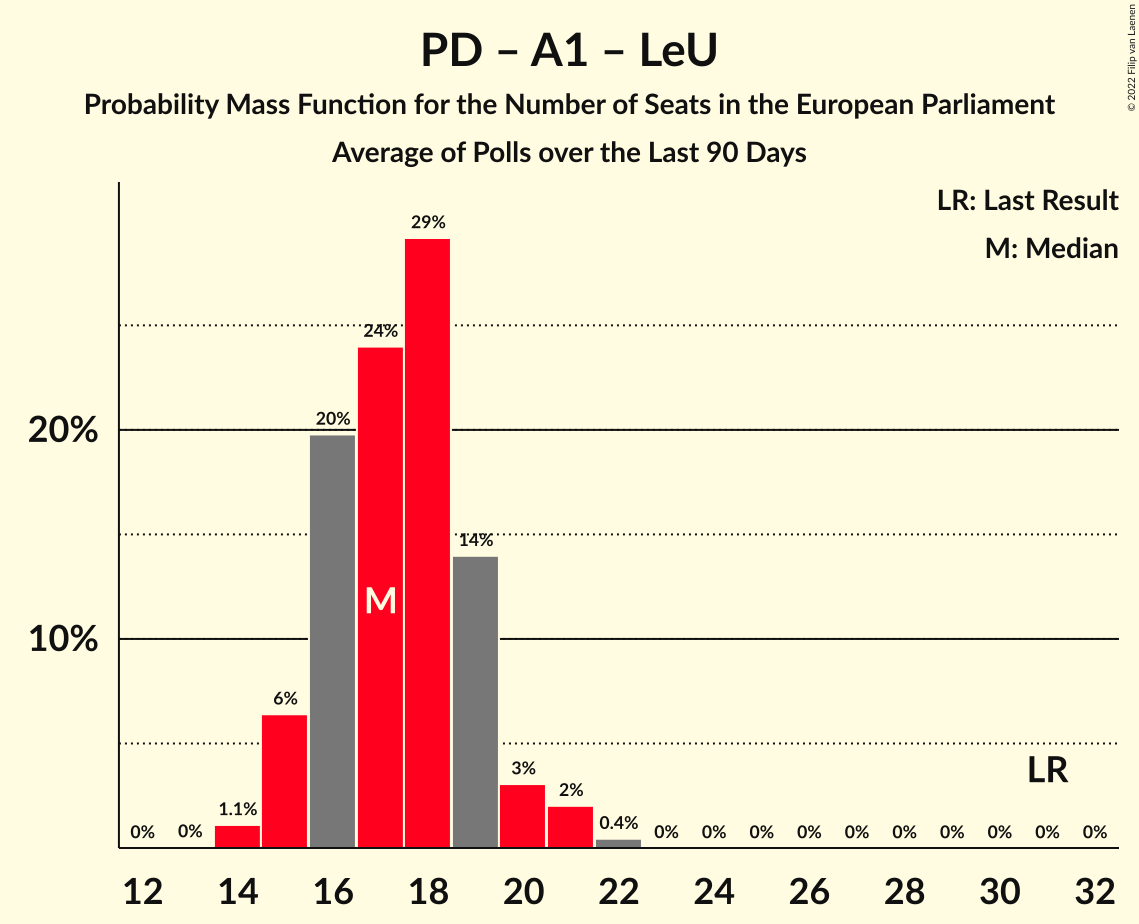 PD – A1 – LeU
Probability Mass Function for the Number of Seats in the European Parliament
Average of Polls over the Last 90 Days
© 2022 Filip van Laenen
LR: Last Result
M: Median
20%
10%
0%
0%
1.1%
6%
20%
24%
29%
14%
3%
2%
0.4%
0%
0%
0%
0%
0%
0%
0%
0%
0%
0%
M
LR
12 14 16 18 20 22 24 26 28 30 32